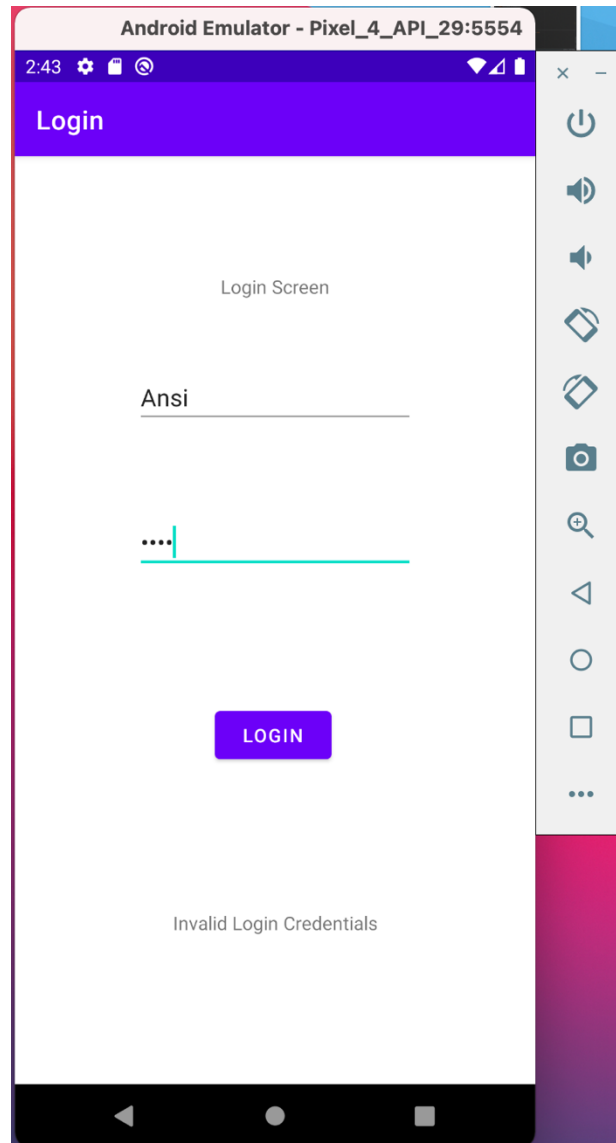 Android Emulator - Pixel_4_API_29:5554
2:43
Login
Login Screen
Ansi
••••
LOGIN
Invalid Login Credentials